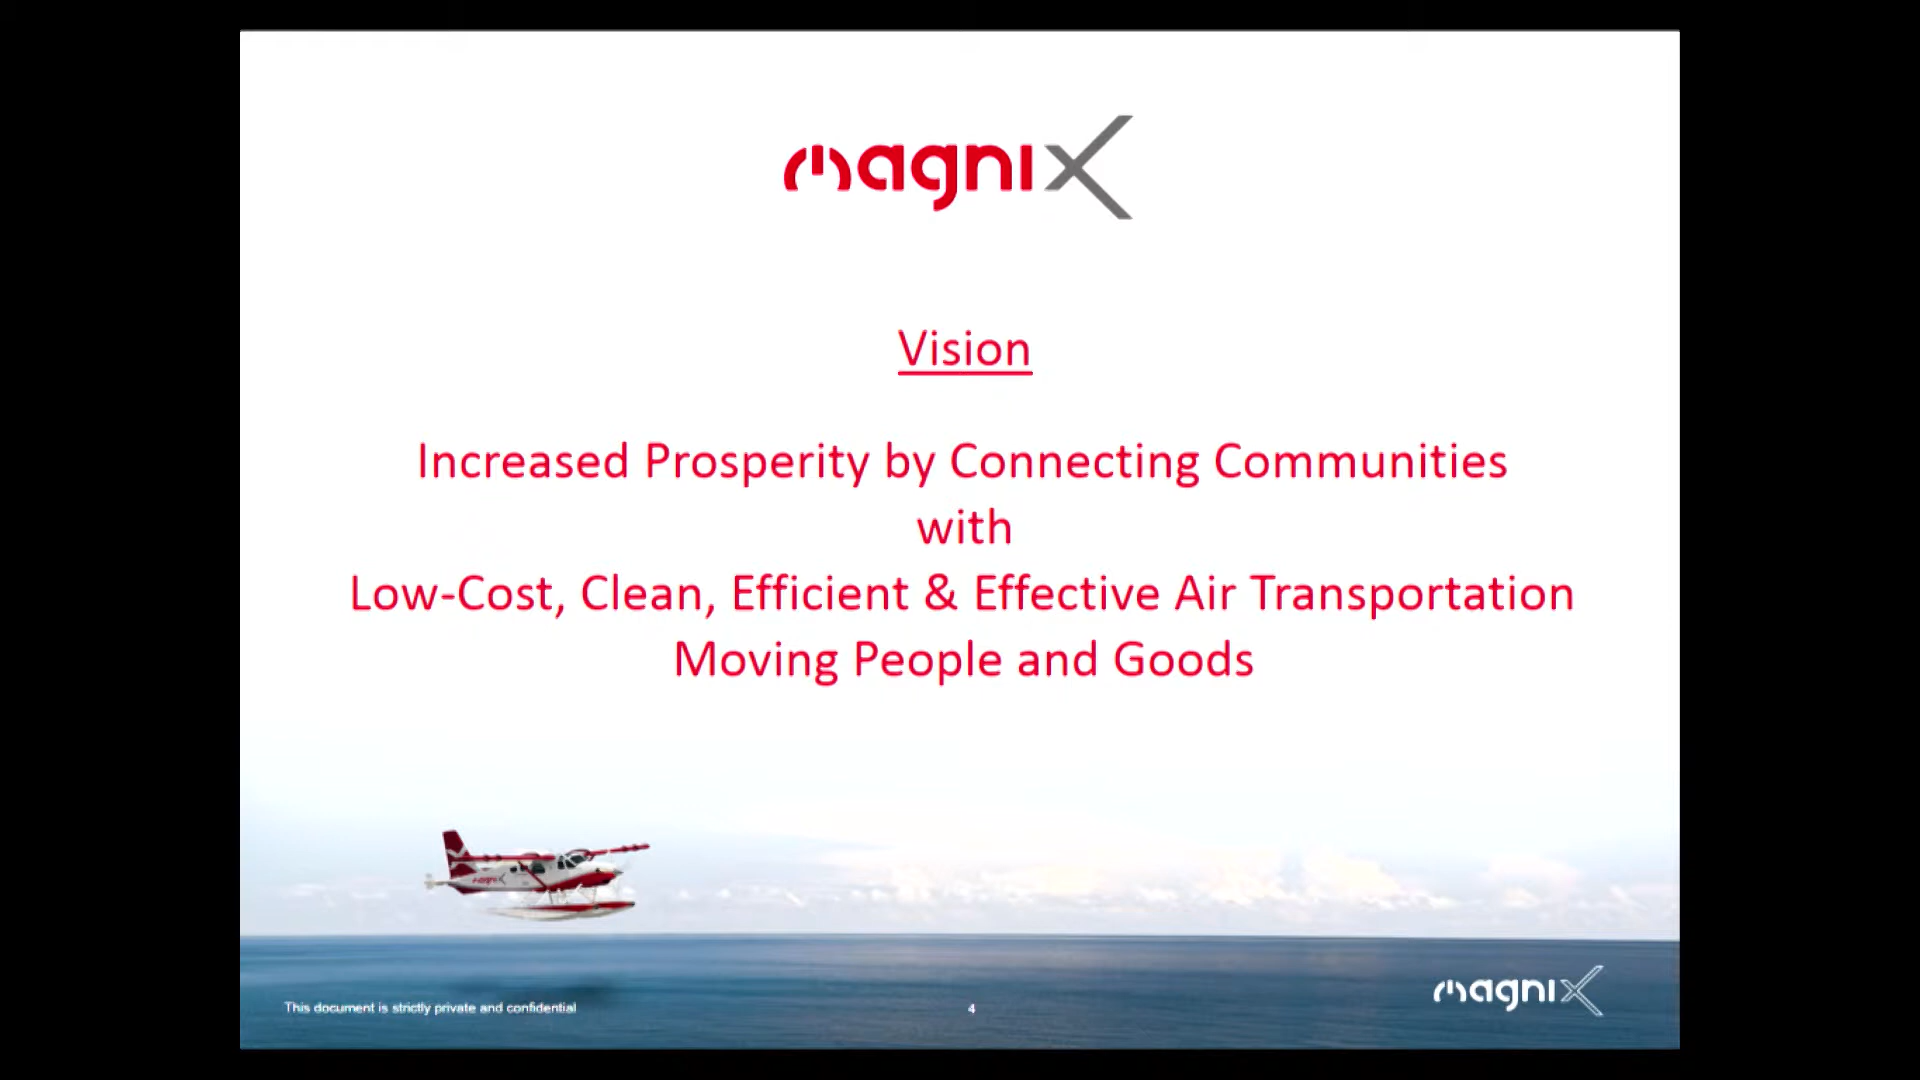 magniX
Vision
Increased Prosperity by Connecting Communities
with
Low-Cost, Clean, Efficient & Effective Air Transportation
Moving People and Goods
magniX
This document is strictly private and confidential
4
magniX